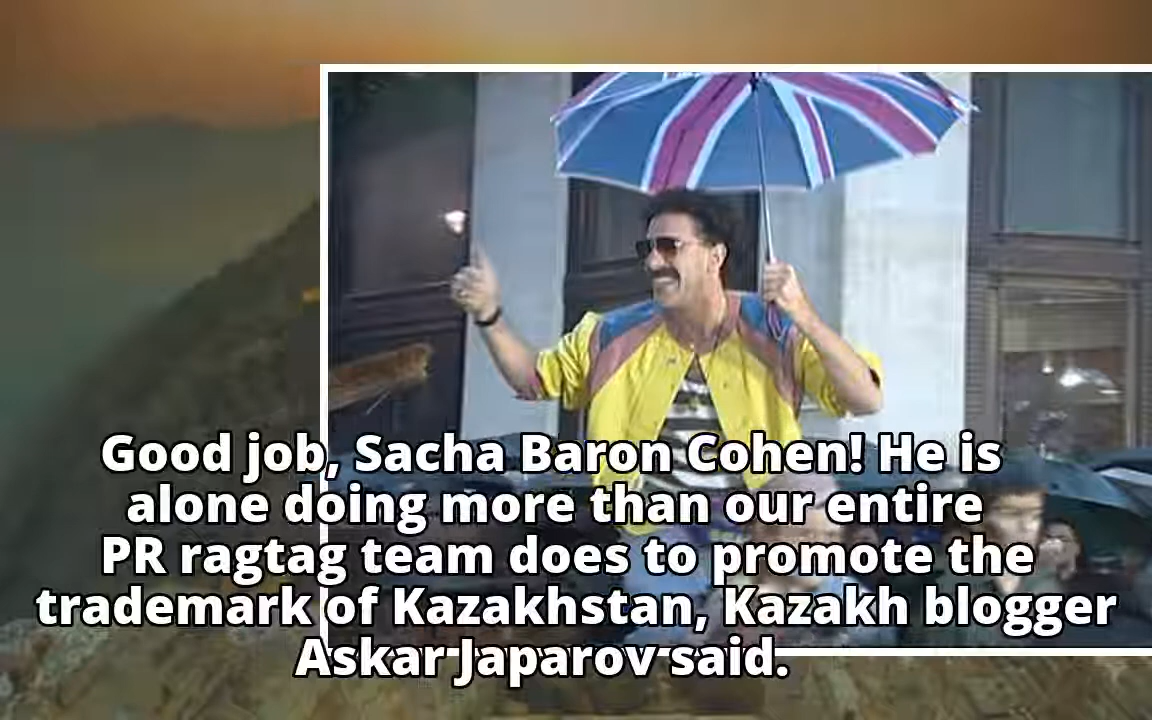 Good job, Sacha Baron Cohen! He is
alone doing more than our entire
PR ragtag team does to promote the
trademark of Kazakhstan, Kazakh blogger
Askar Japarov said.